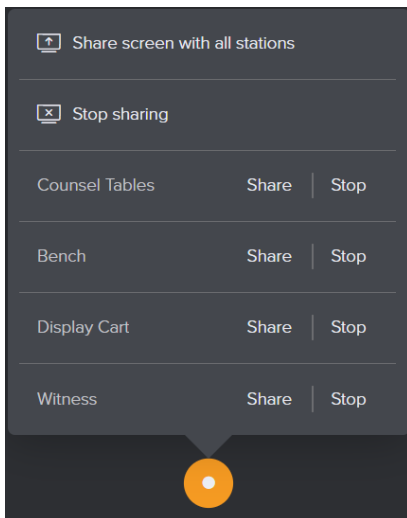 Share screen with all stations
Stop sharing
Counsel Tables Share Stop
Bench Share Stop
Display Cart Share Stop
Witness Share Stop